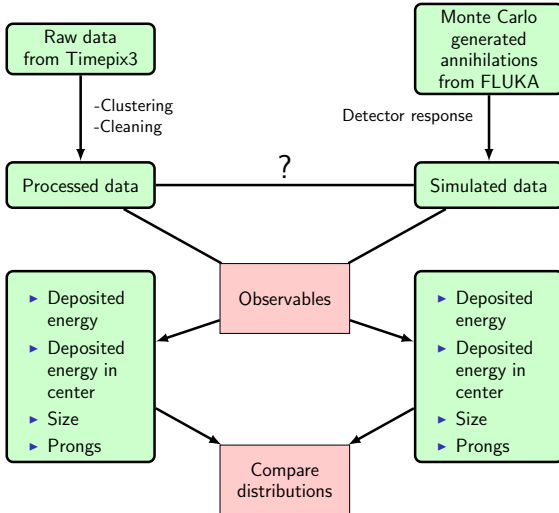 Raw data
from Timepix3
Monte Carlo
generated
annihilations
from FLUKA
-Clustering
-Cleaning
Detector response
Processed data
?
Simulated data
Observables
Deposited
energy
Deposited
energy in
center
Size
Prongs
Deposited
energy
Deposited
energy in
center
Size
Prongs
Compare
distributions